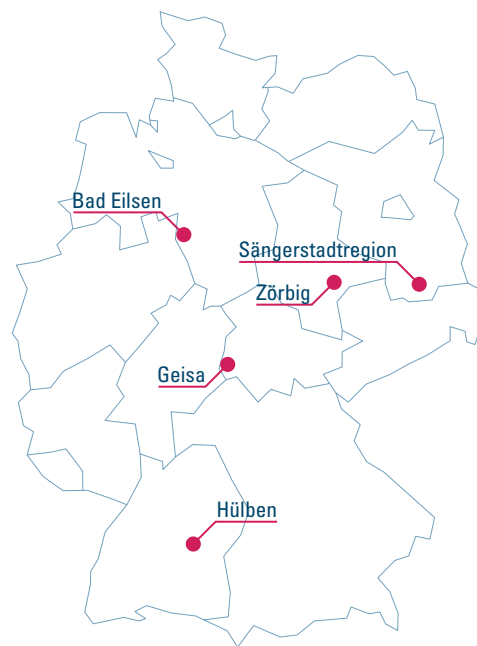 Bad Eilsen
Sängerstadtregion
Zörbig
Geisa
Hülben